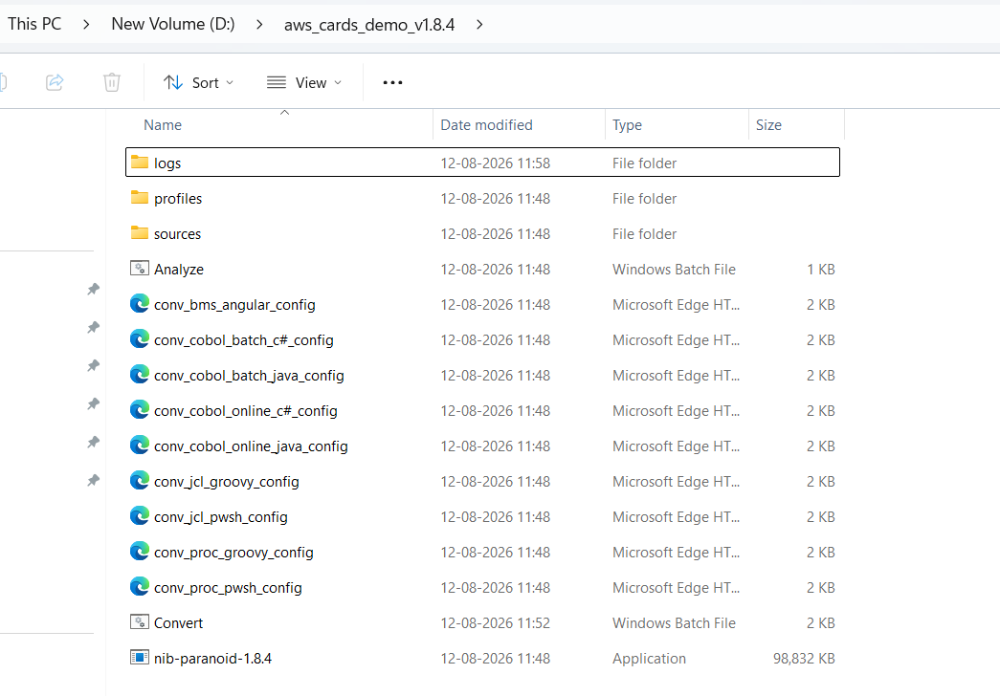 This PC > New Volume (D:) > aws_cards_demo_v1.8.4 >
Sort View ...
Name Date modified Type Size
logs 12-08-2026 11:58 File folder
profiles 12-08-2026 11:48 File folder
sources 12-08-2026 11:48 File folder
Analyze 12-08-2026 11:48 Windows Batch File 1 KB
conv_bms_angular_config 12-08-2026 11:48 Microsoft Edge HT... 2 KB
conv_cobol_batch_c#_config 12-08-2026 11:48 Microsoft Edge HT... 2 KB
conv_cobol_batch_java_config 12-08-2026 11:48 Microsoft Edge HT... 2 KB
conv_cobol_online_c#_config 12-08-2026 11:48 Microsoft Edge HT... 2 KB
conv_cobol_online_java_config 12-08-2026 11:48 Microsoft Edge HT... 2 KB
conv_jcl_groovy_config 12-08-2026 11:48 Microsoft Edge HT... 2 KB
conv_jcl_pwsh_config 12-08-2026 11:48 Microsoft Edge HT... 2 KB
conv_proc_groovy_config 12-08-2026 11:48 Microsoft Edge HT... 2 KB
conv_proc_pwsh_config 12-08-2026 11:48 Microsoft Edge HT... 2 KB
Convert 12-08-2026 11:52 Windows Batch File 2 KB
nib-paranoid-1.8.4 12-08-2026 11:48 Application 98,832 KB